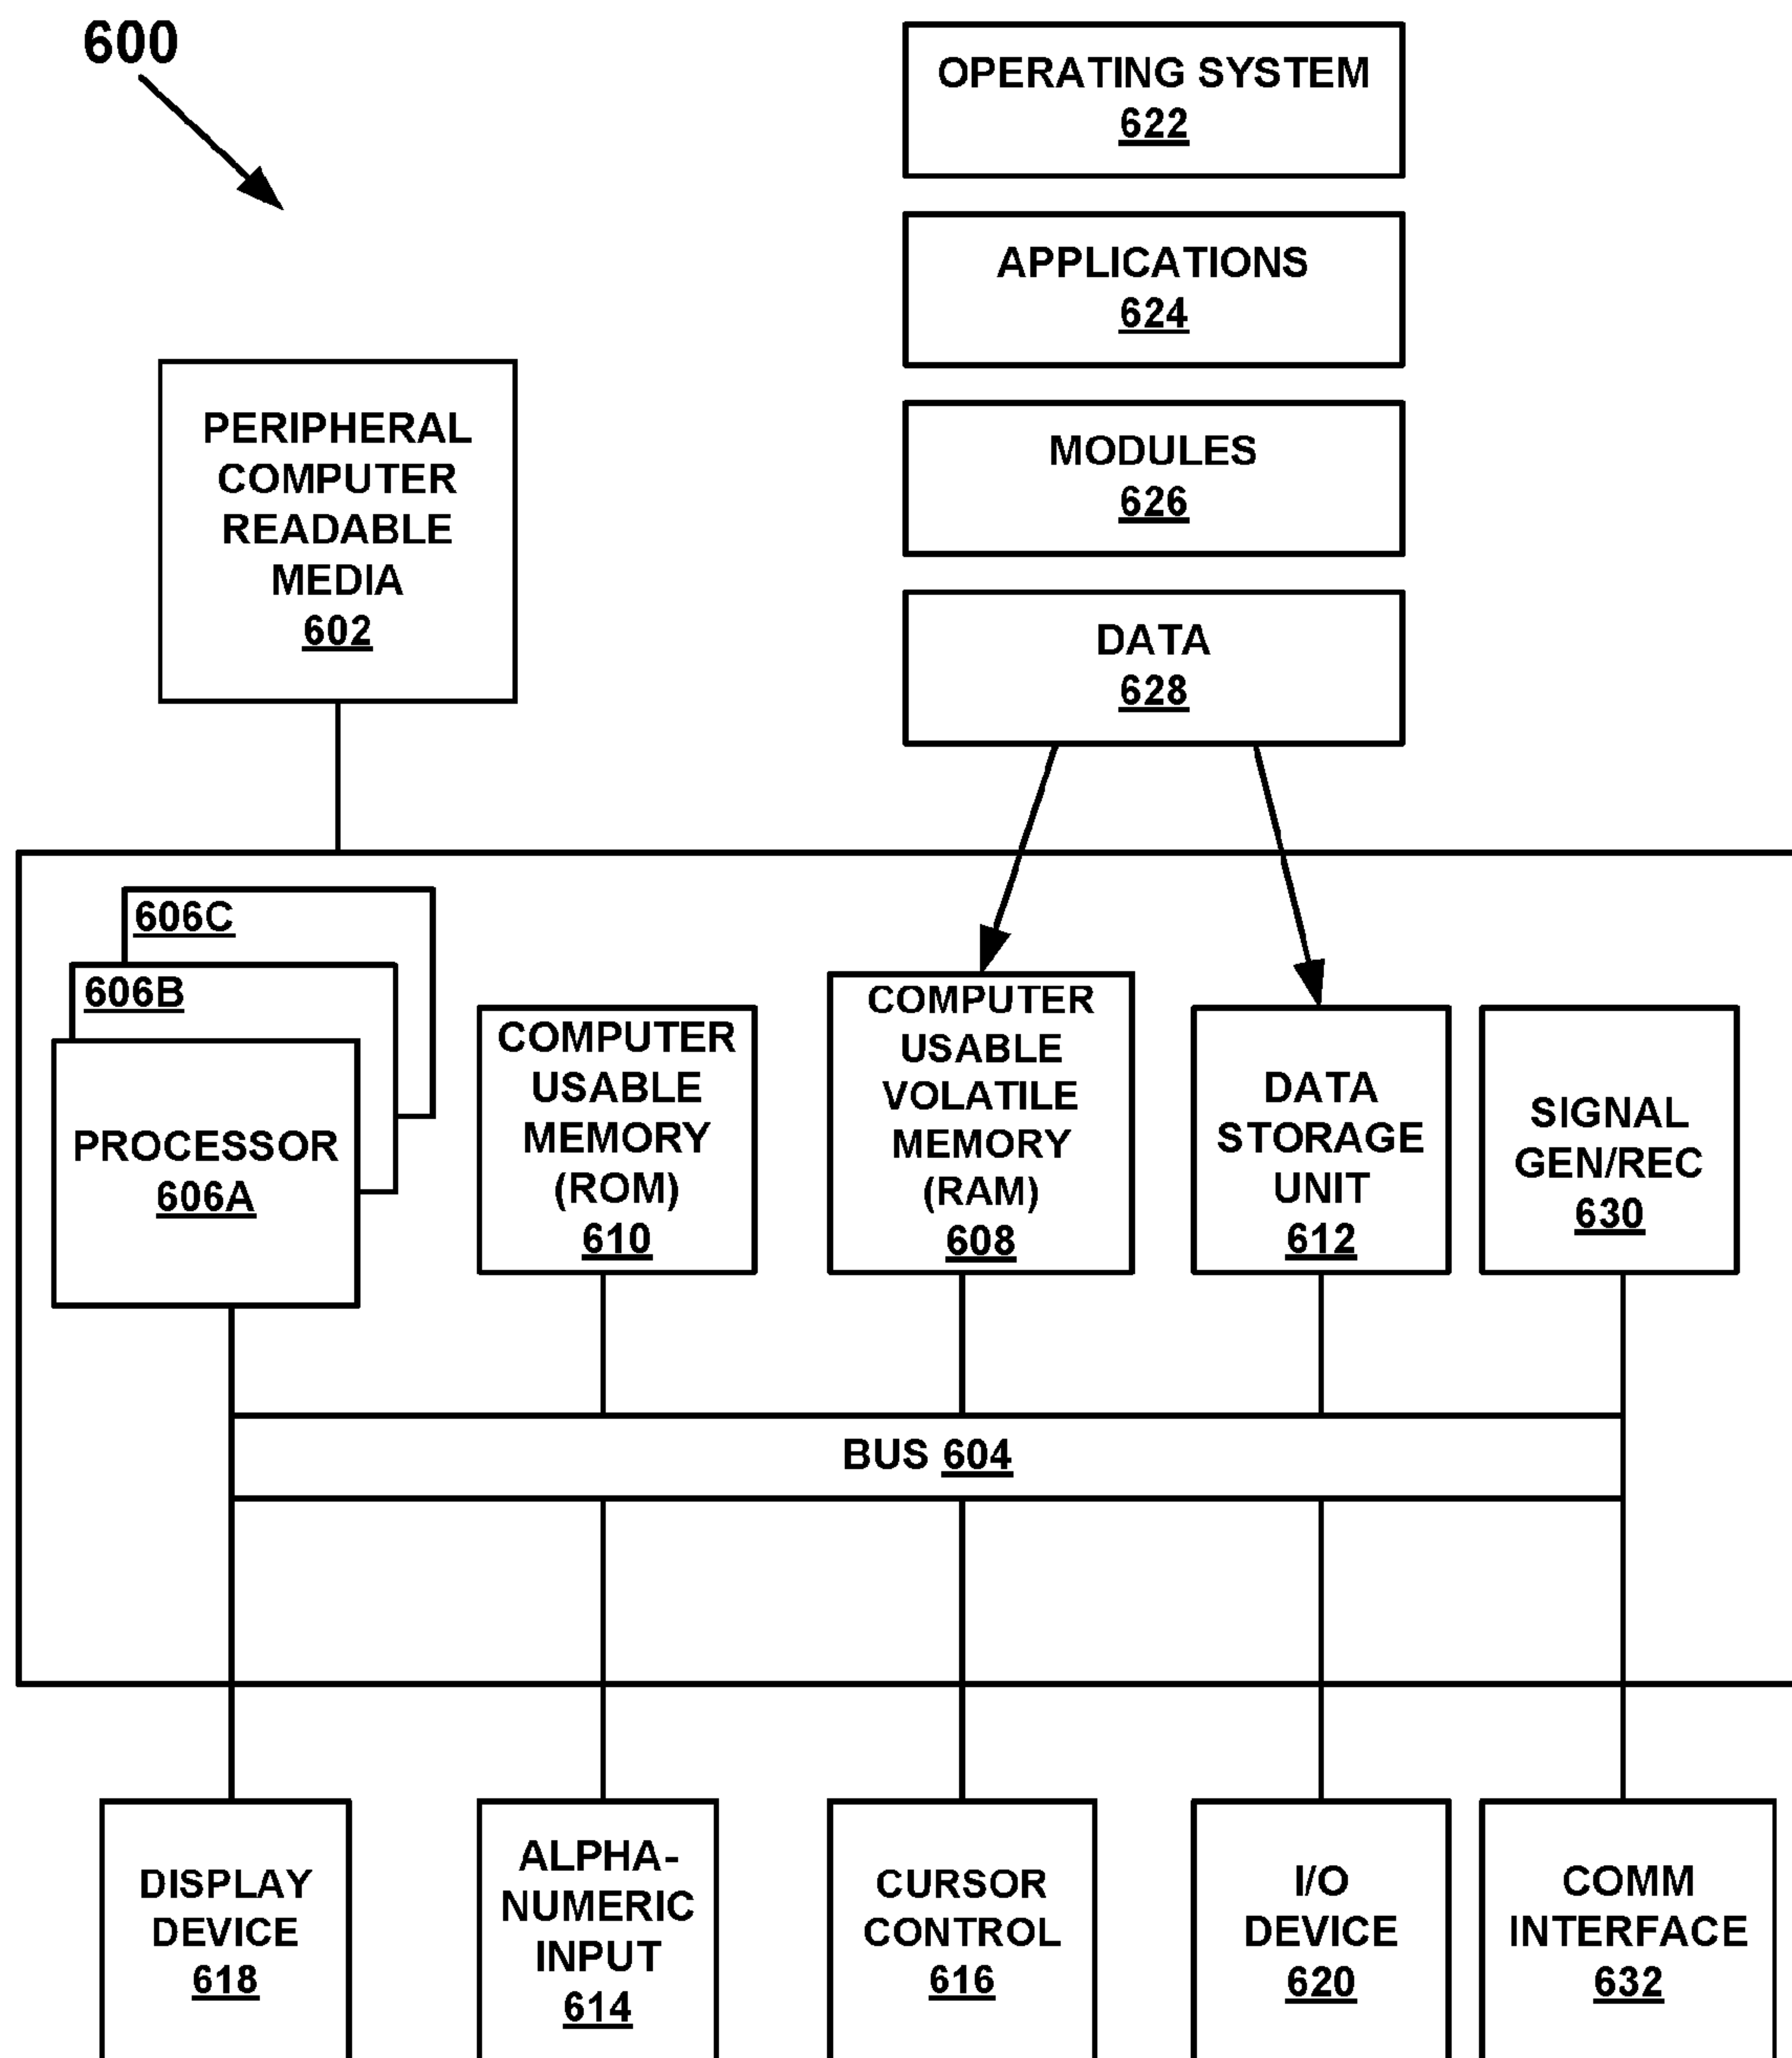 600
OPERATING SYSTEM
622
APPLICATIONS
624
MODULES
626
DATA
628
PERIPHERAL
COMPUTER
READABLE
MEDIA
602
606C
606B
PROCESSOR
606A
COMPUTER
USABLE
MEMORY
(ROM)
610
COMPUTER
USABLE
VOLATILE
MEMORY
(RAM)
608
DATA
STORAGE
UNIT
612
SIGNAL
GEN/REC
630
BUS 604
DISPLAY
DEVICE
618
ALPHA-
NUMERIC
INPUT
614
CURSOR
CONTROL
616
I/O
DEVICE
620
COMM
INTERFACE
632